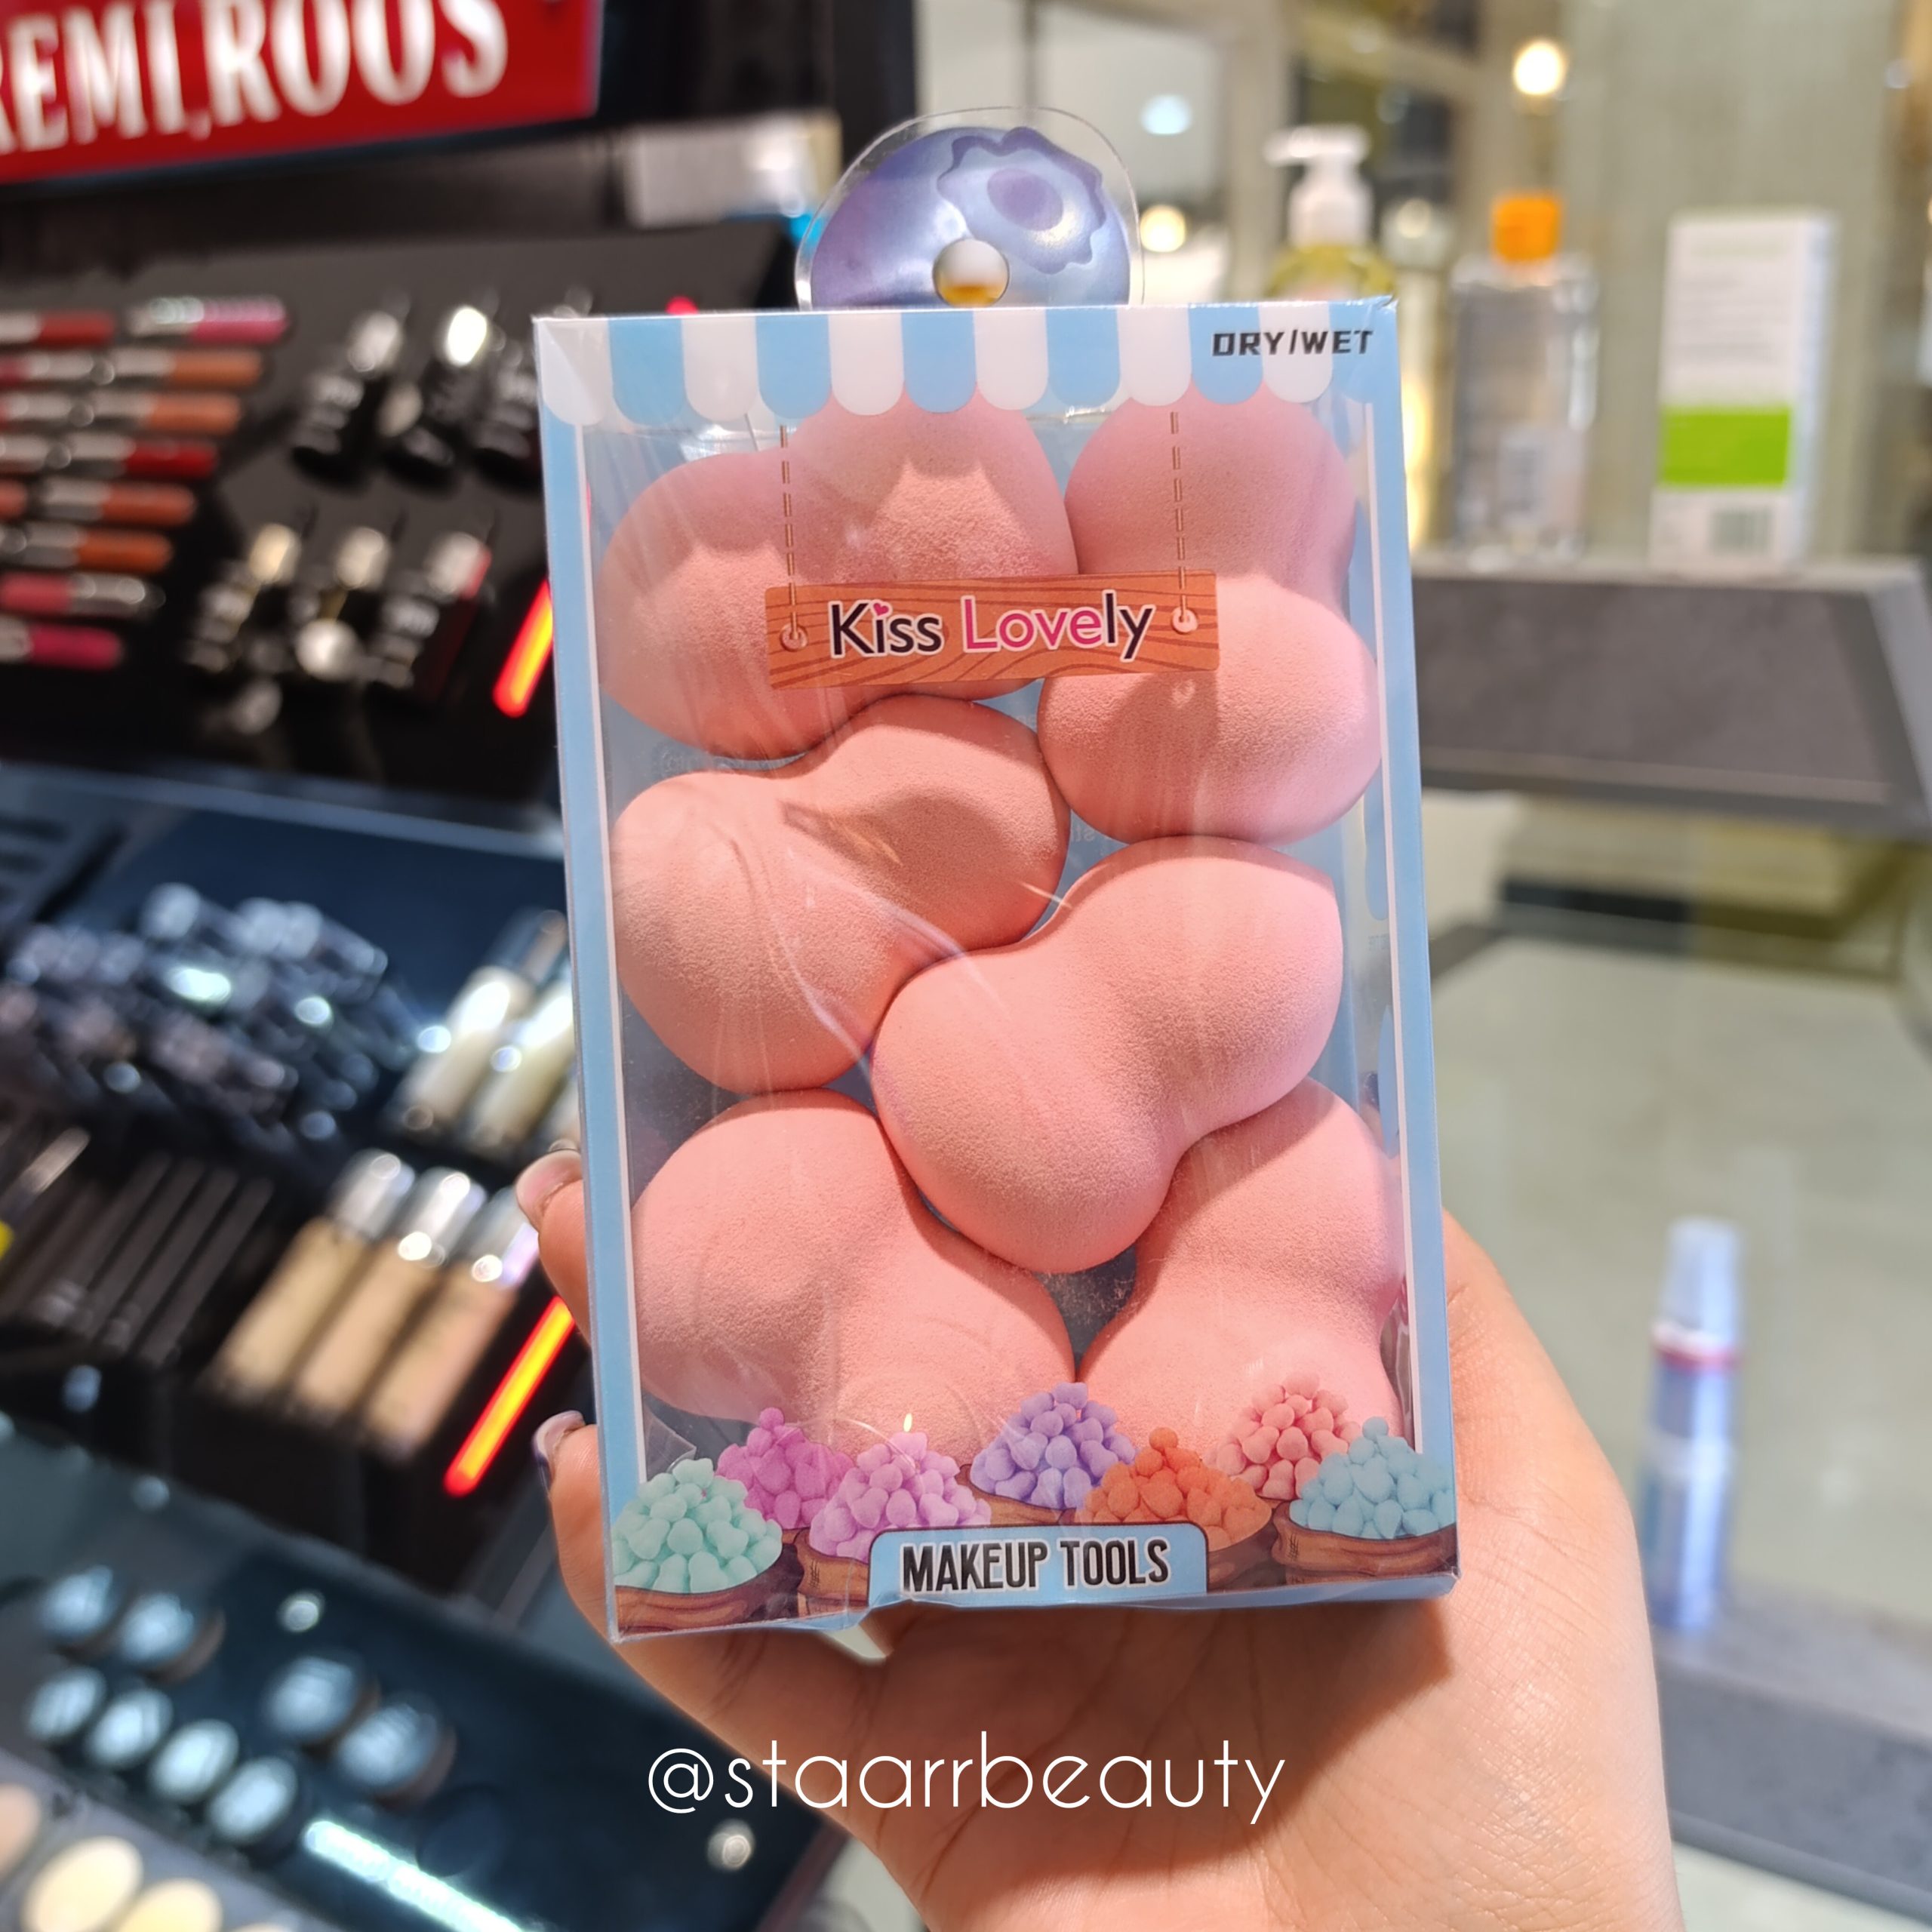 REMI,ROOS
DRY/WET
Kiss Lovely
MAKEUP TOOLS
@staarrbeauty